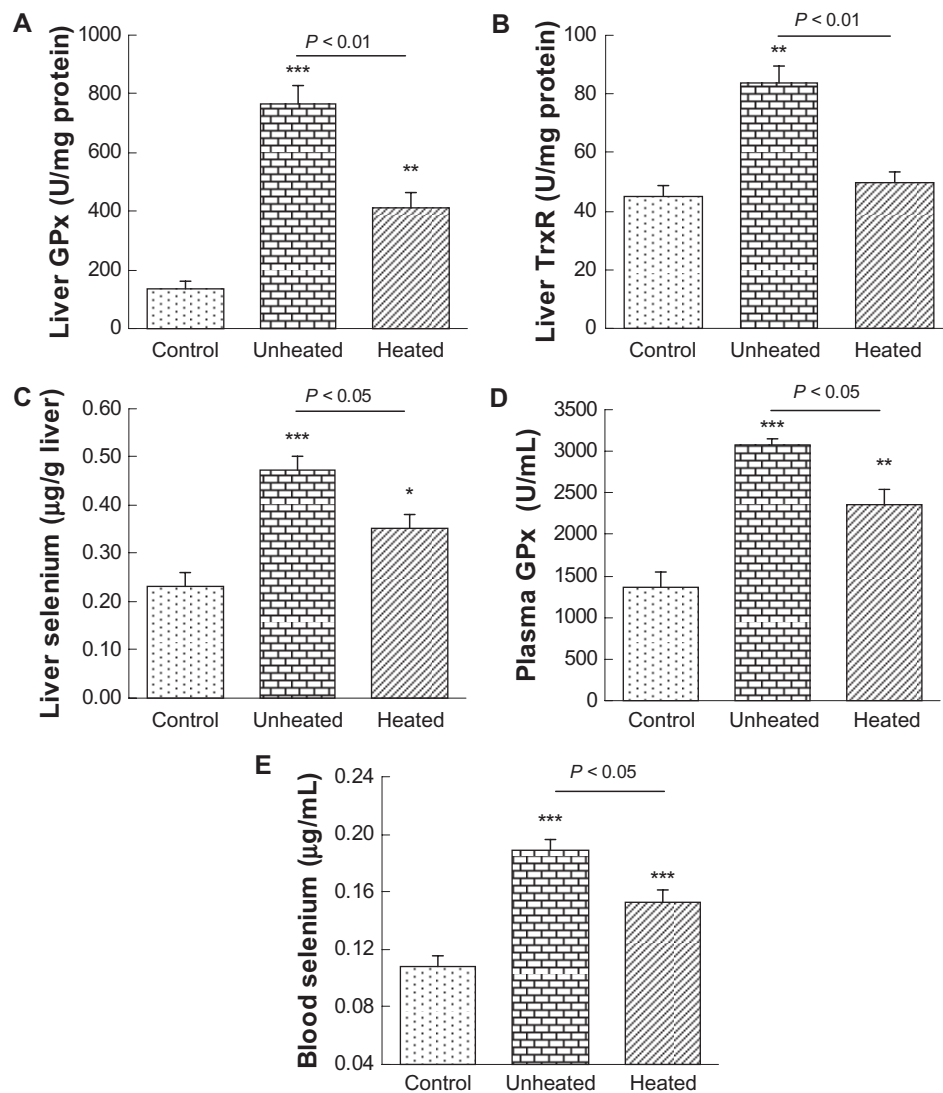 A
Liver GPx (U/mg protein)
1000
800
600
400
200
0
P < 0.01
***
**
Control Unheated Heated
B
Liver TrxR (U/mg protein)
100
80
60
40
20
0
P < 0.01
**
Control Unheated Heated
C
Liver selenium (µg/g liver)
0.60
0.50
0.40
0.30
0.20
0.10
0.00
P < 0.05
***
*
Control Unheated Heated
D
Plasma GPx (U/mL)
3500
3000
2500
2000
1500
1000
500
0
P < 0.05
***
**
Control Unheated Heated
E
Blood selenium (µg/mL)
0.24
0.20
0.16
0.12
0.08
0.04
P < 0.05
***
***
Control Unheated Heated